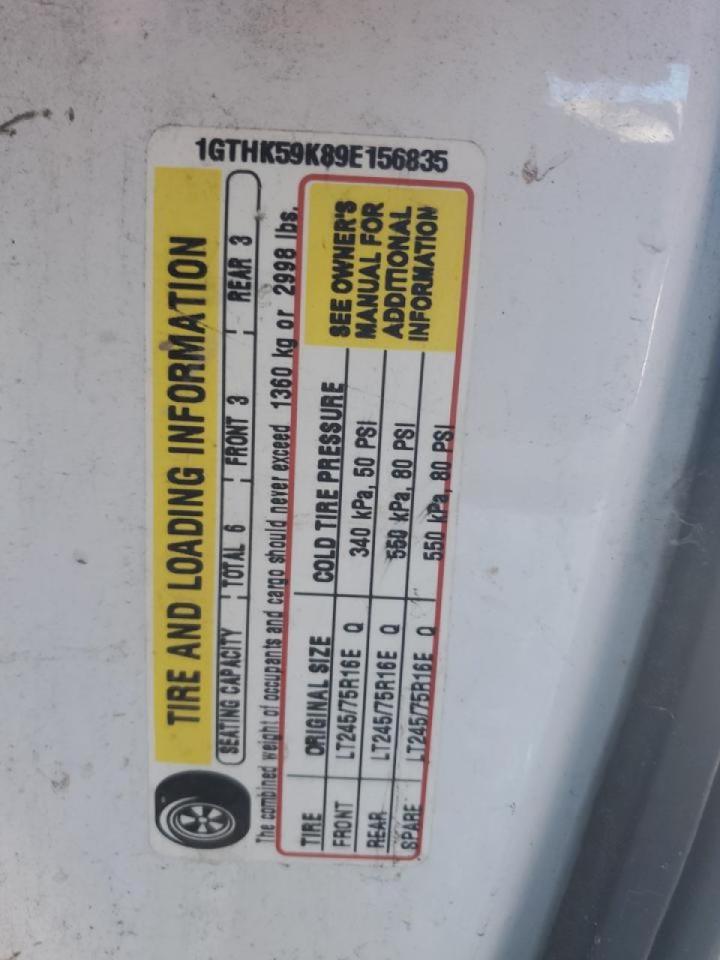 1GTHK59K89E156835
TIRE AND LOADING INFORMATION
SEATING CAPACITY TOTAL 6 FRONT 3 REAR 3
The combined weight of occupants and cargo should never exceed 1360 kg or 2998 lbs.
TIRE ORIGINAL SIZE COLD TIRE PRESSURE
FRONT LT245/75R16E Q 340 kPa, 50 PSI
REAR LT245/75R16E Q 550 kPa, 80 PSI
SPARE LT245/75R16E Q 550 kPa, 80 PSI
SEE OWNER'S
MANUAL FOR
ADDITIONAL
INFORMATION